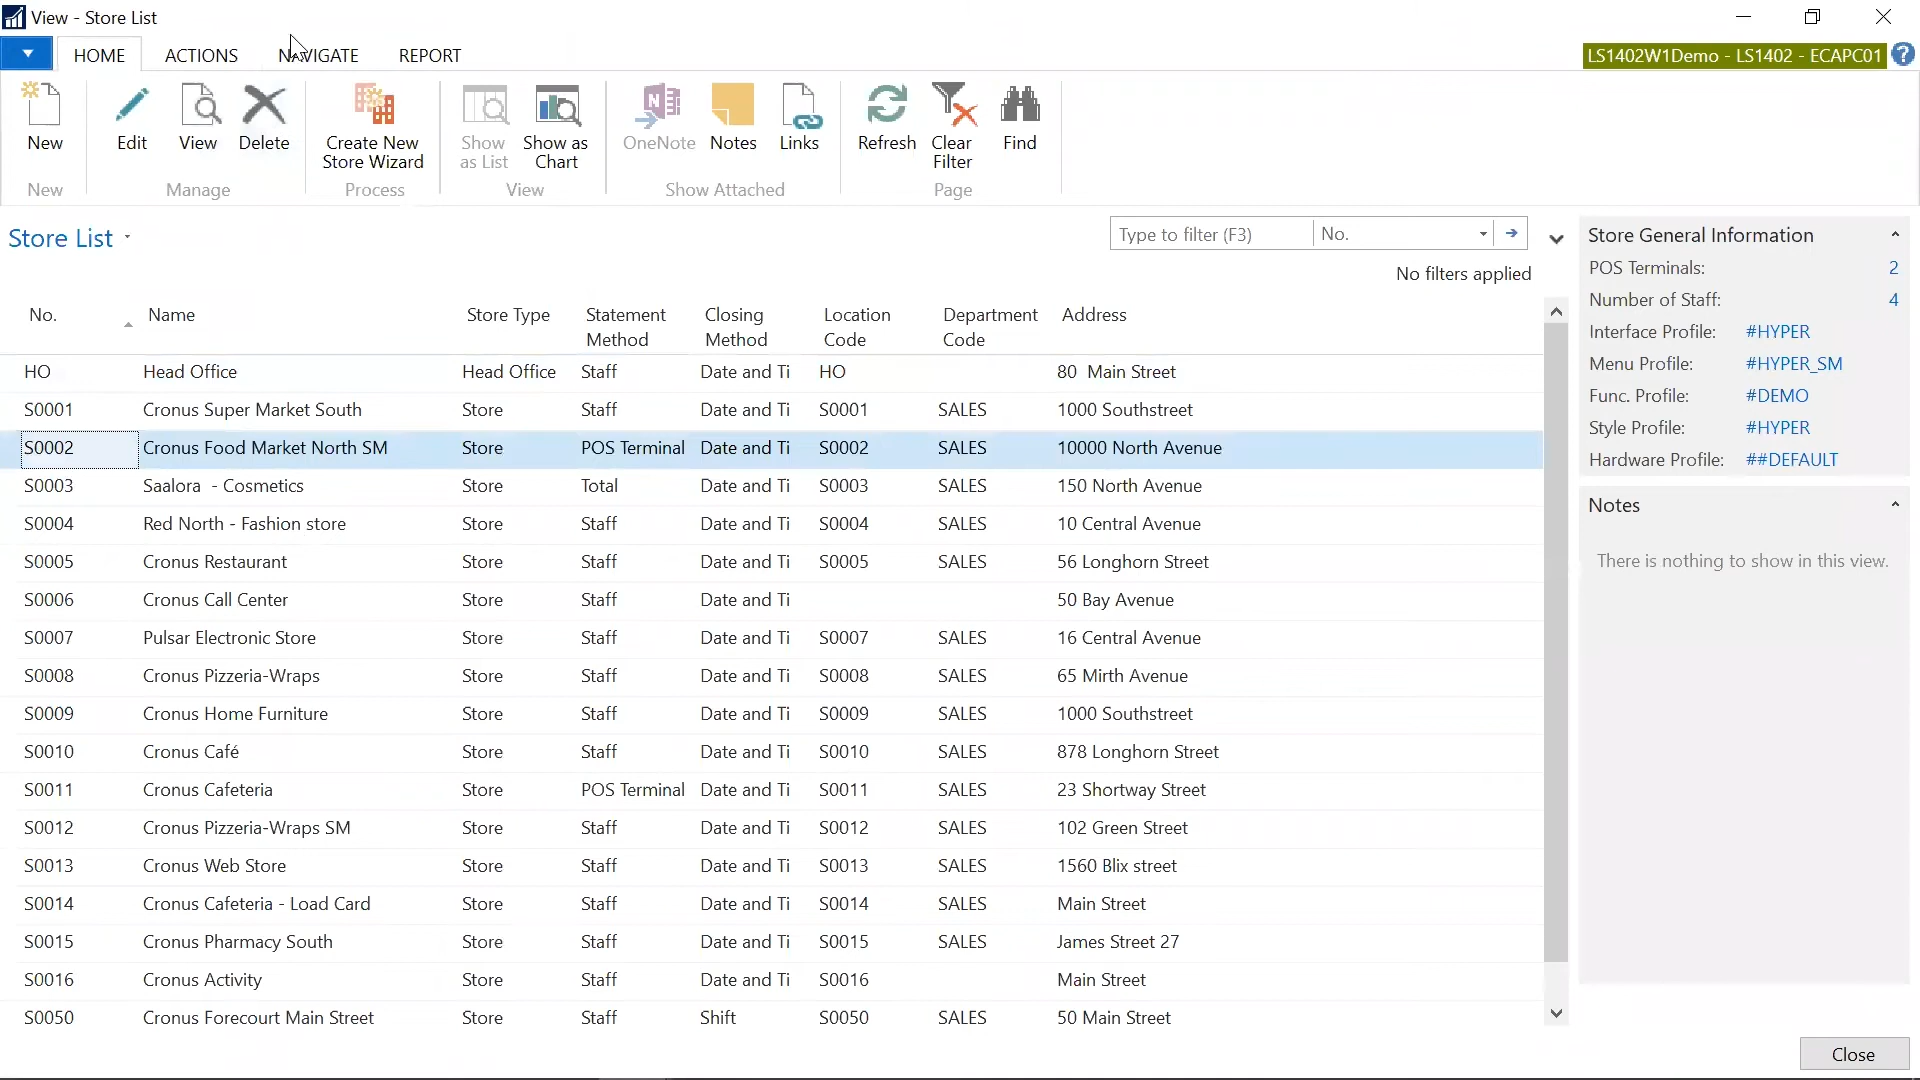 View - Store List
HOME ACTIONS NAVIGATE REPORT
LS1402W1Demo - LS1402 - ECAPC01 ?
New Edit View Delete Create New Store Wizard Show as List Show as Chart OneNote Notes Links Refresh Clear Filter Find
New Manage Process View Show Attached Page
Store List
Type to filter (F3) No.
No filters applied
No. Name Store Type Statement Method Closing Method Location Code Department Code Address
HO Head Office Head Office Staff Date and Ti HO 80 Main Street
S0001 Cronus Super Market South Store Staff Date and Ti S0001 SALES 1000 Southstreet
S0002 Cronus Food Market North SM Store POS Terminal Date and Ti S0002 SALES 10000 North Avenue
S0003 Saalora - Cosmetics Store Total Date and Ti S0003 SALES 150 North Avenue
S0004 Red North - Fashion store Store Staff Date and Ti S0004 SALES 10 Central Avenue
S0005 Cronus Restaurant Store Staff Date and Ti S0005 SALES 56 Longhorn Street
S0006 Cronus Call Center Store Staff Date and Ti 50 Bay Avenue
S0007 Pulsar Electronic Store Store Staff Date and Ti S0007 SALES 16 Central Avenue
S0008 Cronus Pizzeria-Wraps Store Staff Date and Ti S0008 SALES 65 Mirth Avenue
S0009 Cronus Home Furniture Store Staff Date and Ti S0009 SALES 1000 Southstreet
S0010 Cronus Café Store Staff Date and Ti S0010 SALES 878 Longhorn Street
S0011 Cronus Cafeteria Store POS Terminal Date and Ti S0011 SALES 23 Shortway Street
S0012 Cronus Pizzeria-Wraps SM Store Staff Date and Ti S0012 SALES 102 Green Street
S0013 Cronus Web Store Store Staff Date and Ti S0013 SALES 1560 Blix street
S0014 Cronus Cafeteria - Load Card Store Staff Date and Ti S0014 SALES Main Street
S0015 Cronus Pharmacy South Store Staff Date and Ti S0015 SALES James Street 27
S0016 Cronus Activity Store Staff Date and Ti S0016 Main Street
S0050 Cronus Forecourt Main Street Store Staff Shift S0050 SALES 50 Main Street
Store General Information
POS Terminals: 2
Number of Staff: 4
Interface Profile: #HYPER
Menu Profile: #HYPER_SM
Func. Profile: #DEMO
Style Profile: #HYPER
Hardware Profile: ##DEFAULT
Notes
There is nothing to show in this view.
Close